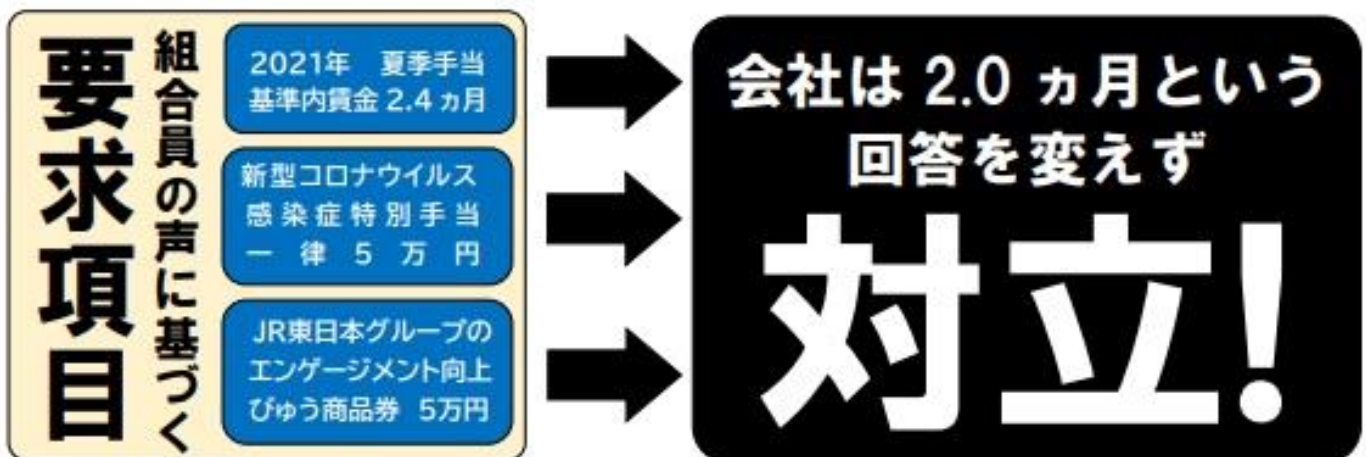 組合員の声に基づく
要求項目
2021年 夏季手当
基準内賃金 2.4ヵ月
新型コロナウイルス
感染症特別手当
一律5万円
JR東日本グループの
エンゲージメント向上
びゅう商品券 5万円
会社は 2.0 ヵ月という
回答を変えず
対立!